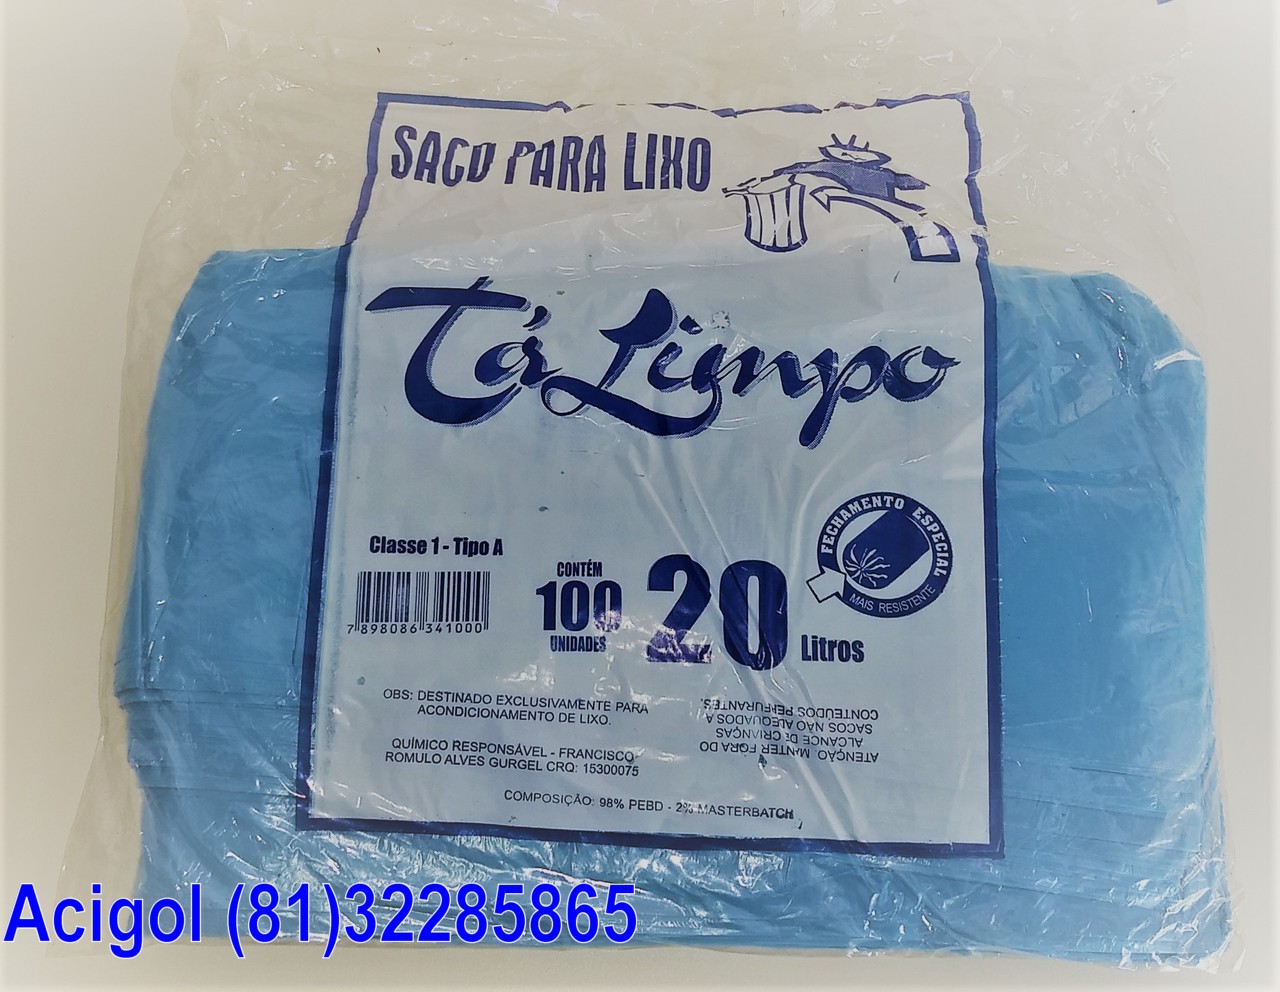 SACO PARA LIXO
Tá Limpo
Classe 1 - Tipo A
7 898086 341000
CONTÉM
100
UNIDADES
20 Litros
FECHAMENTO ESPECIAL
MAIS RESISTENTE
OBS: DESTINADO EXCLUSIVAMENTE PARA
ACONDICIONAMENTO DE LIXO.
QUÍMICO RESPONSÁVEL - FRANCISCO
ROMULO ALVES GURGEL CRQ: 15300075
ATENÇÃO, MANTER FORA DO
ALCANCE DE CRIANÇAS
SACOS NÃO ADEQUADOS A
CONTEÚDOS PERFURANTES.
COMPOSIÇÃO: 98% PEBD - 2% MASTERBATCH
Acigol (81)32285865